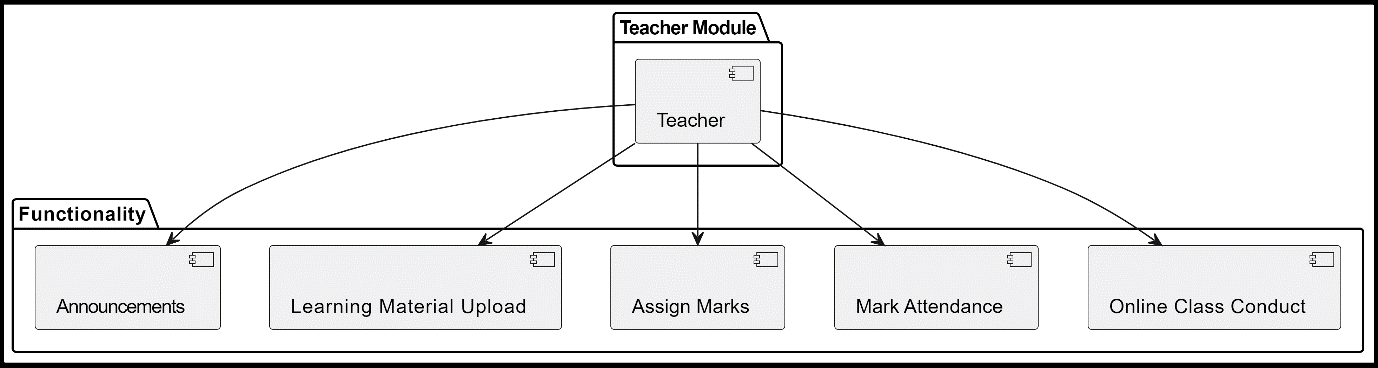 Teacher Module
Teacher
Functionality
Announcements
Learning Material Upload
Assign Marks
Mark Attendance
Online Class Conduct